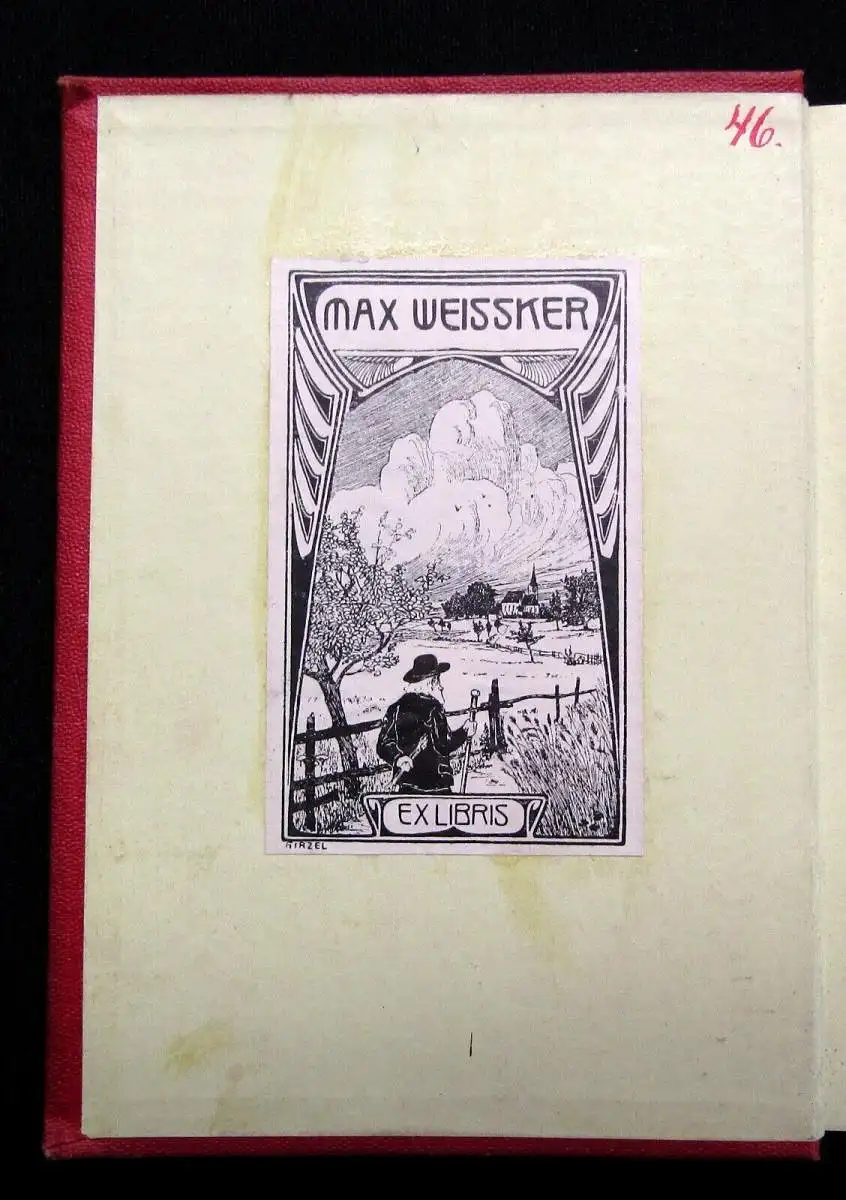 46.
MAX WEISSKER
EX LIBRIS
HIRZEL